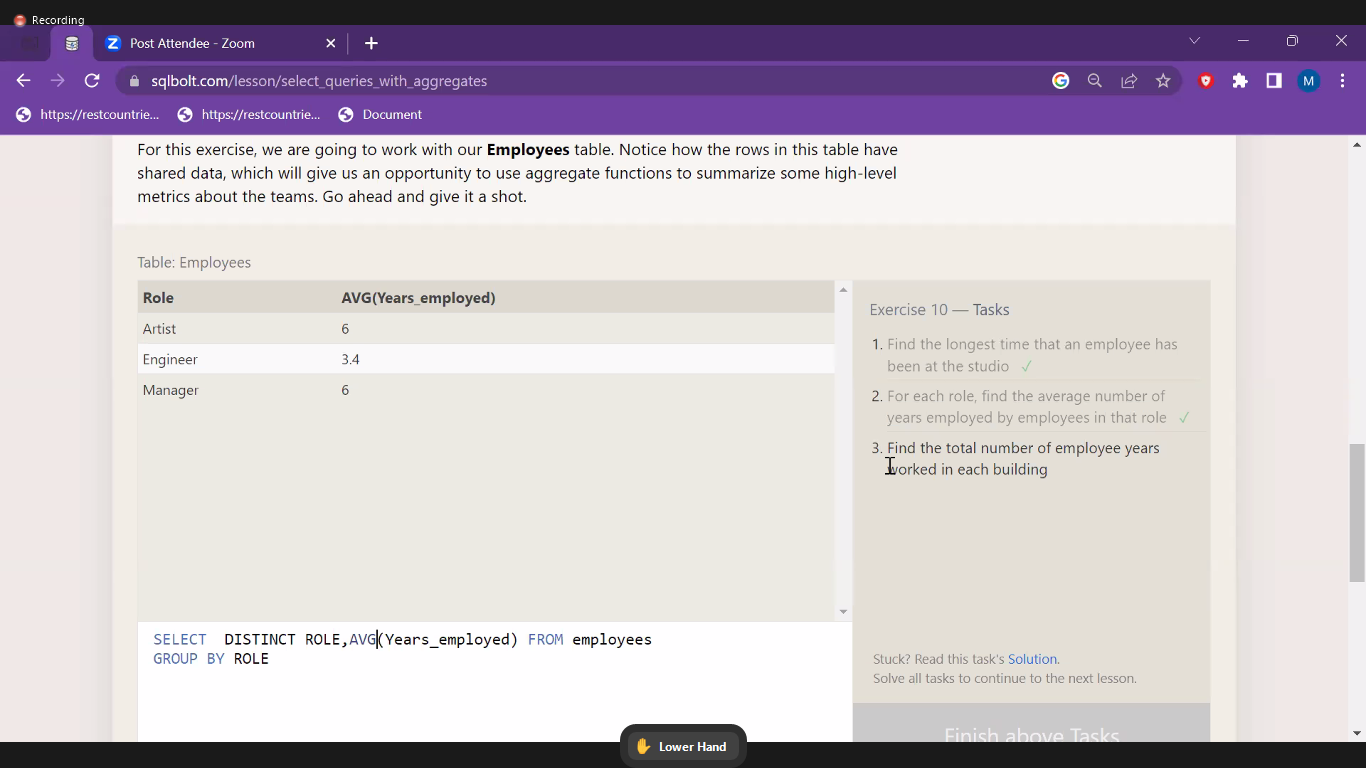 Recording
Post Attendee - Zoom
sqlbolt.com/lesson/select_queries_with_aggregates
M
https://restcountrie... https://restcountrie... Document
For this exercise, we are going to work with our Employees table. Notice how the rows in this table have
shared data, which will give us an opportunity to use aggregate functions to summarize some high-level
metrics about the teams. Go ahead and give it a shot.
Table: Employees
Role AVG(Years_employed)
Artist 6
Engineer 3.4
Manager 6
Exercise 10 — Tasks
1. Find the longest time that an employee has
been at the studio ✓
2. For each role, find the average number of
years employed by employees in that role ✓
3. Find the total number of employee years
worked in each building
SELECT DISTINCT ROLE,AVG(Years_employed) FROM employees
GROUP BY ROLE
Stuck? Read this task's Solution.
Solve all tasks to continue to the next lesson.
Finish above Tasks
Lower Hand